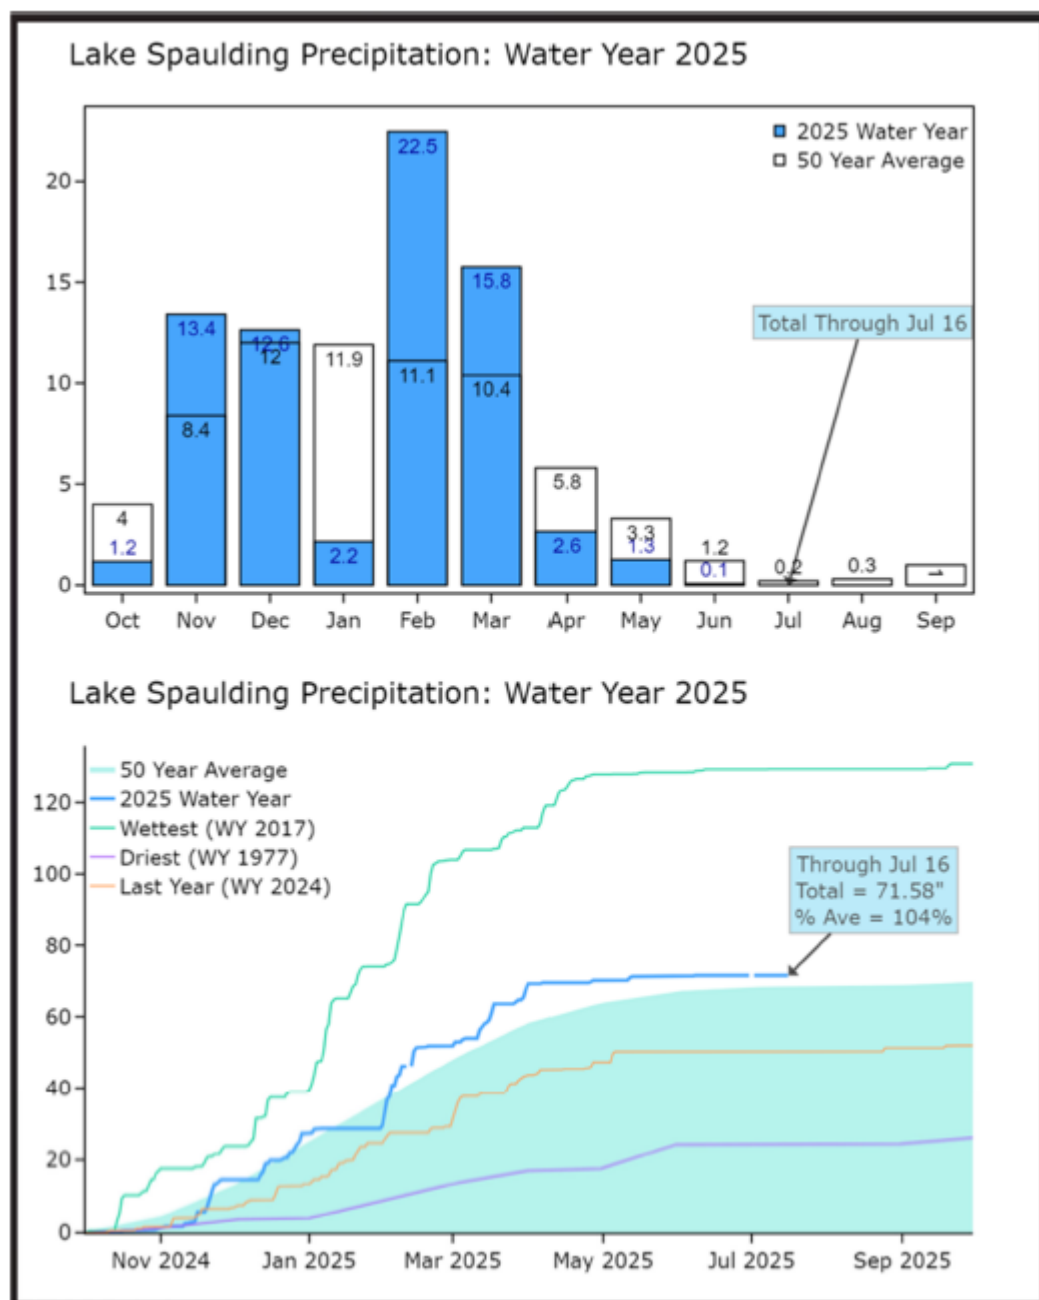 Lake Spaulding Precipitation: Water Year 2025
2025 Water Year
50 Year Average
Total Through Jul 16
20
15
10
5
0
4
1.2
13.4
8.4
12.6
12
11.9
2.2
22.5
11.1
15.8
10.4
5.8
2.6
3.3
1.3
1.2
0.1
0.2
0.3
1
Oct Nov Dec Jan Feb Mar Apr May Jun Jul Aug Sep
Lake Spaulding Precipitation: Water Year 2025
50 Year Average
2025 Water Year
Wettest (WY 2017)
Driest (WY 1977)
Last Year (WY 2024)
Through Jul 16
Total = 71.58"
% Ave = 104%
120
100
80
60
40
20
0
Nov 2024 Jan 2025 Mar 2025 May 2025 Jul 2025 Sep 2025